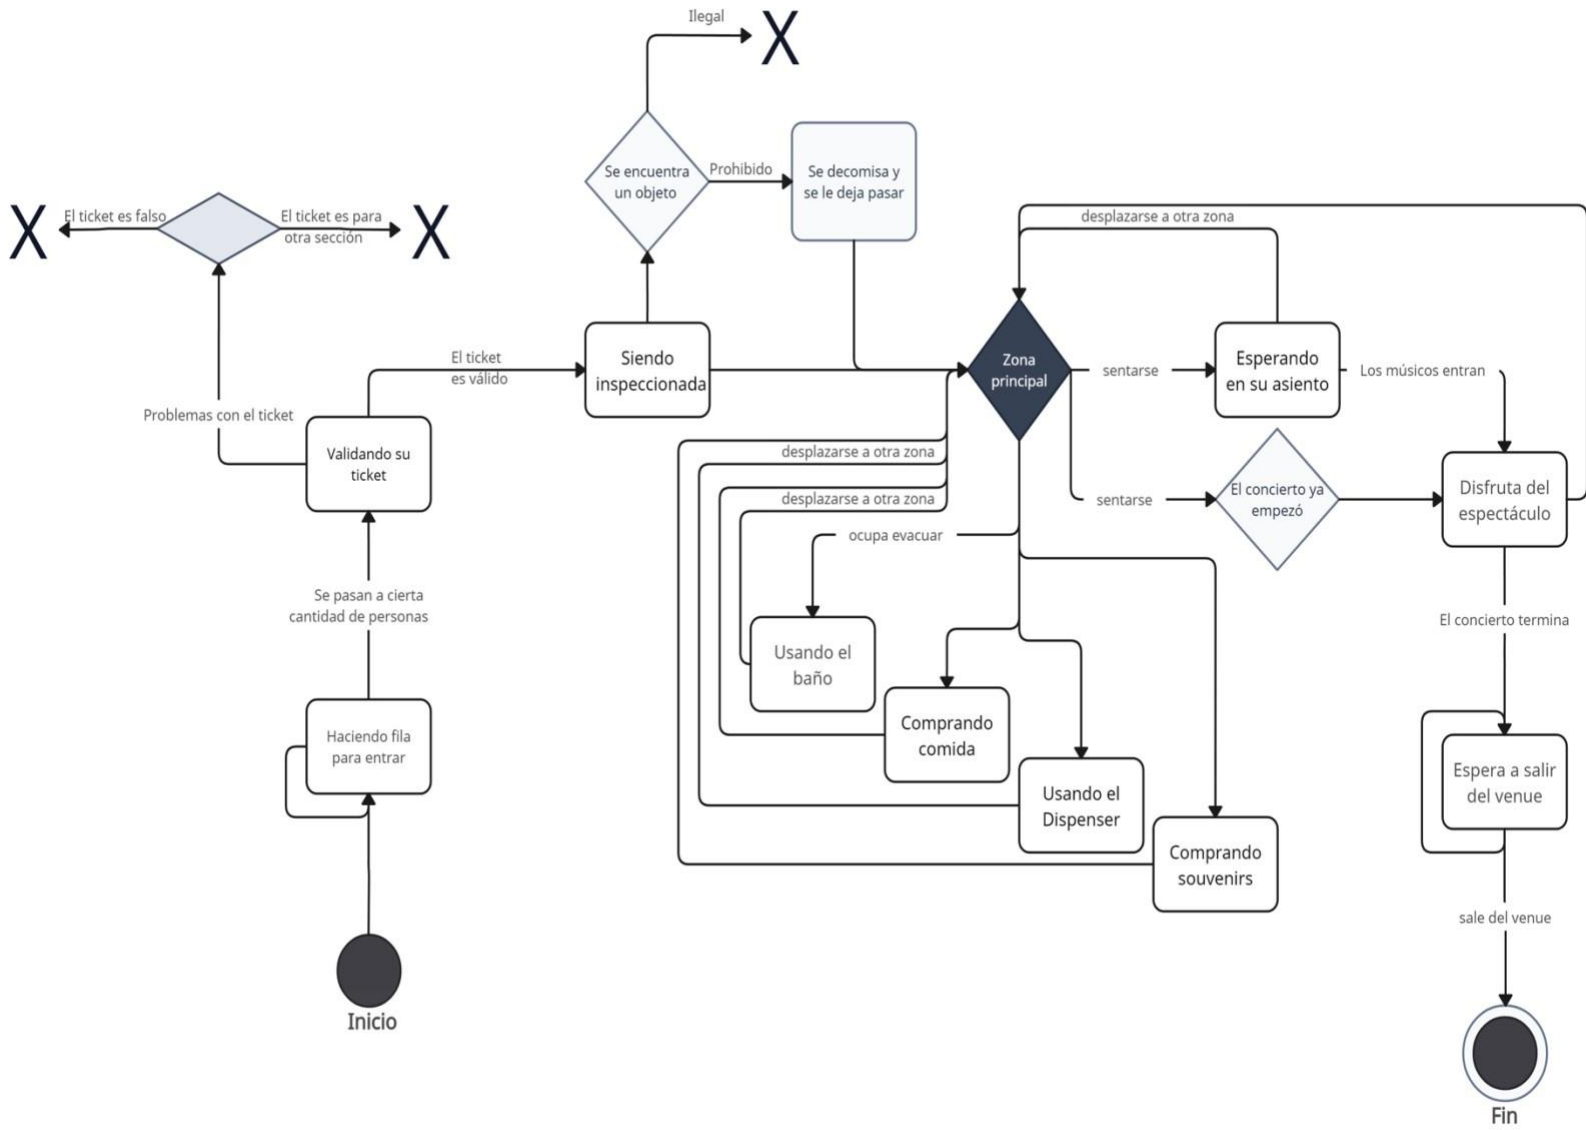 Ilegal
X
Se encuentra
un objeto
Prohibido
Se decomisa y
se le deja pasar
X
El ticket es falso
El ticket es para
otra sección
X
desplazarse a otra zona
El ticket
es válido
Siendo
inspeccionada
Zona
principal
sentarse
Esperando
en su asiento
Los músicos entran
Problemas con el ticket
Validando su
ticket
desplazarse a otra zona
desplazarse a otra zona
sentarse
El concierto ya
empezó
Disfruta del
espectáculo
ocupa evacuar
Se pasan a cierta
cantidad de personas
El concierto termina
Usando el
baño
Haciendo fila
para entrar
Comprando
comida
Usando el
Dispenser
Espera a salir
del venue
Comprando
souvenirs
sale del venue
Inicio
Fin